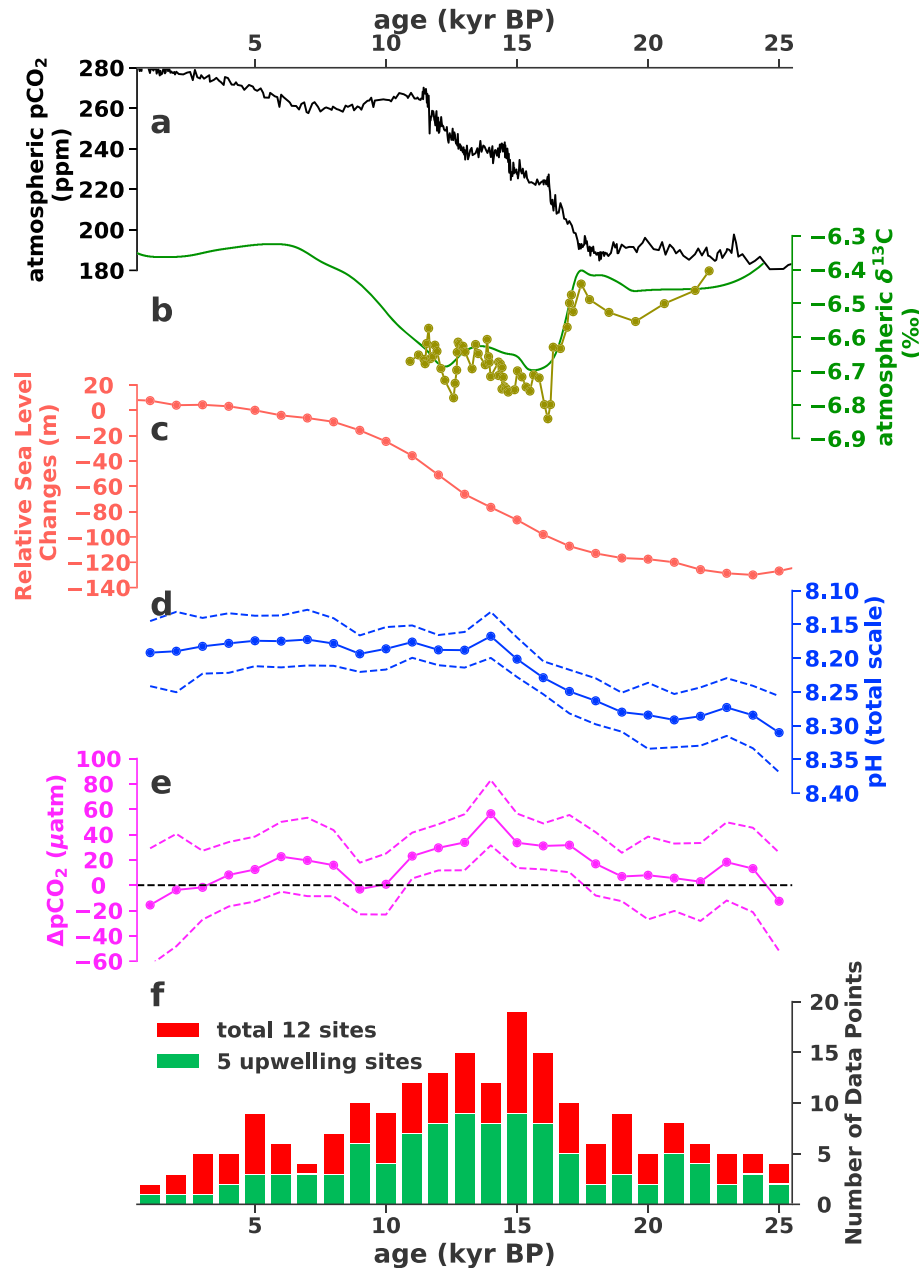 age (kyr BP)
5 10 15 20 25
280
260
240
220
200
180
atmospheric pCO₂
(ppm)
a
−6.3
−6.4
−6.5
−6.6
−6.7
−6.8
−6.9
atmospheric δ¹³C
(‰)
b
20
0
−20
−40
−60
−80
−100
−120
−140
Relative Sea Level
Changes (m)
c
8.10
8.15
8.20
8.25
8.30
8.35
8.40
pH (total scale)
d
100
80
60
40
20
0
−20
−40
−60
ΔpCO₂ (μatm)
e
f
total 12 sites
5 upwelling sites
20
15
10
5
0
Number of Data Points
5 10 15 20 25
age (kyr BP)